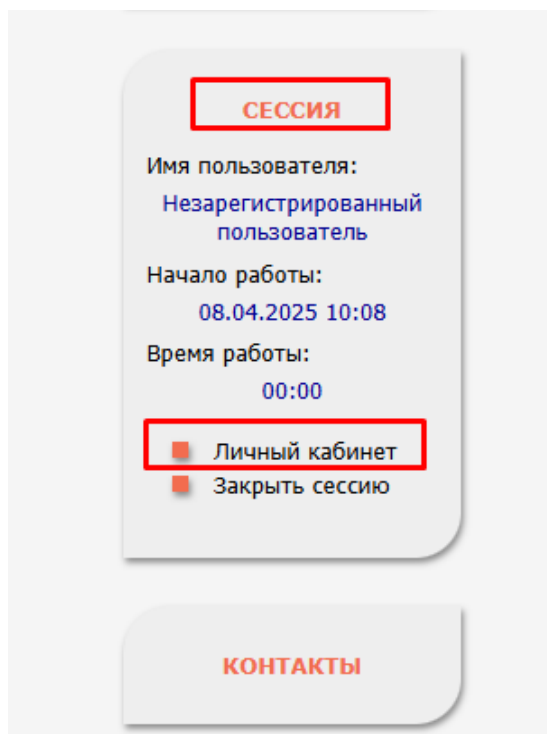 СЕССИЯ
Имя пользователя:
Незарегистрированный
пользователь
Начало работы:
08.04.2025 10:08
Время работы:
00:00
Личный кабинет
Закрыть сессию
КОНТАКТЫ